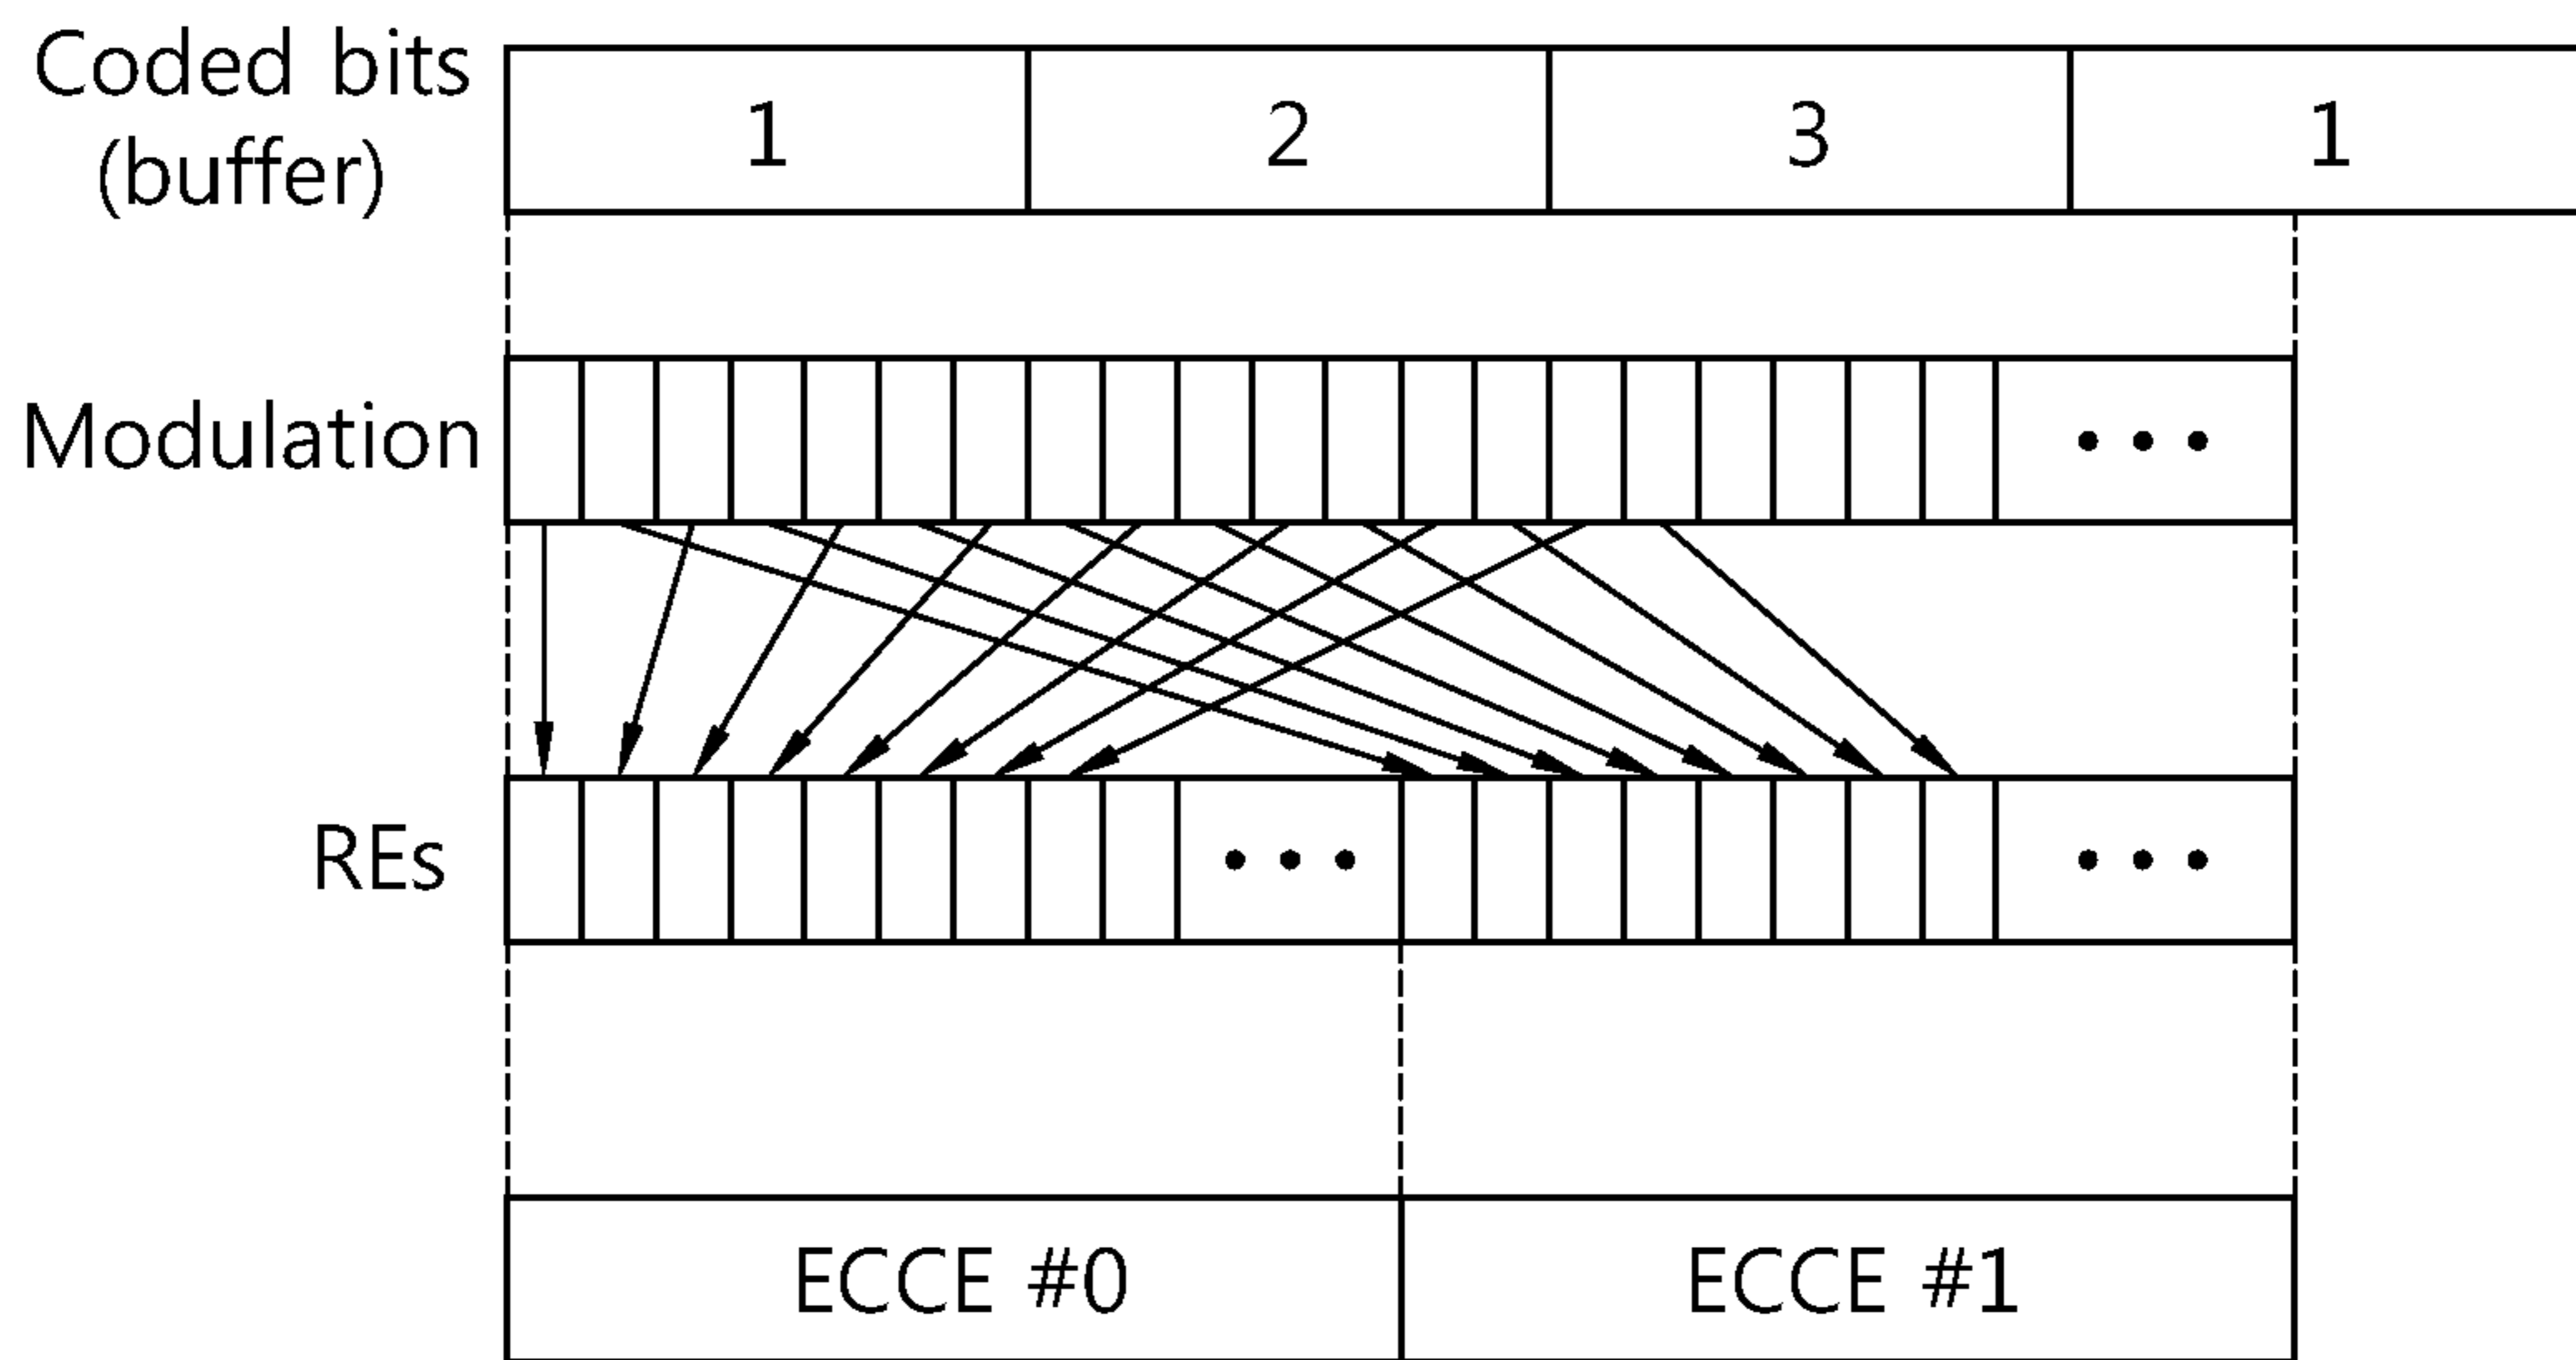 Coded bits
(buffer)
1
2
3
1
Modulation
• • •
REs
• • •
• • •
ECCE #0
ECCE #1